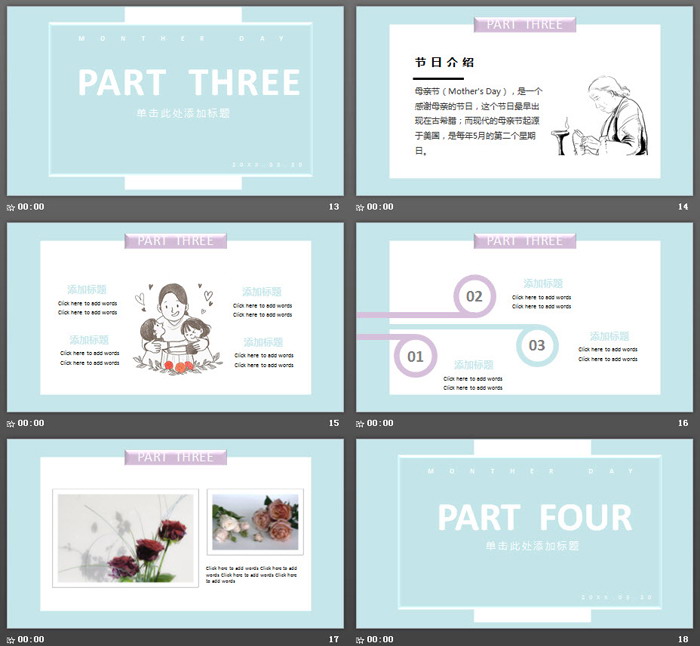 MONTHER DAY
PART THREE
单击此处添加标题
20XX.XX.XX
00:00
13
PART THREE
节日介绍
母亲节（Mother's Day），是一个
感谢母亲的节日，这个节日最早出
现在古希腊；而现代的母亲节起源
于美国，是每年5月的第二个星期
日。
00:00
14
PART THREE
添加标题
Click here to add words
Click here to add words
添加标题
Click here to add words
Click here to add words
添加标题
Click here to add words
Click here to add words
添加标题
Click here to add words
Click here to add words
00:00
15
PART THREE
02
添加标题
Click here to add words
Click here to add words
01
03
添加标题
Click here to add words
Click here to add words
添加标题
Click here to add words
Click here to add words
00:00
16
PART THREE
Click here to add words Click here to add
words Click here to add words Click here
to add words
00:00
17
MONTHER DAY
PART FOUR
单击此处添加标题
20XX.XX.XX
00:00
18